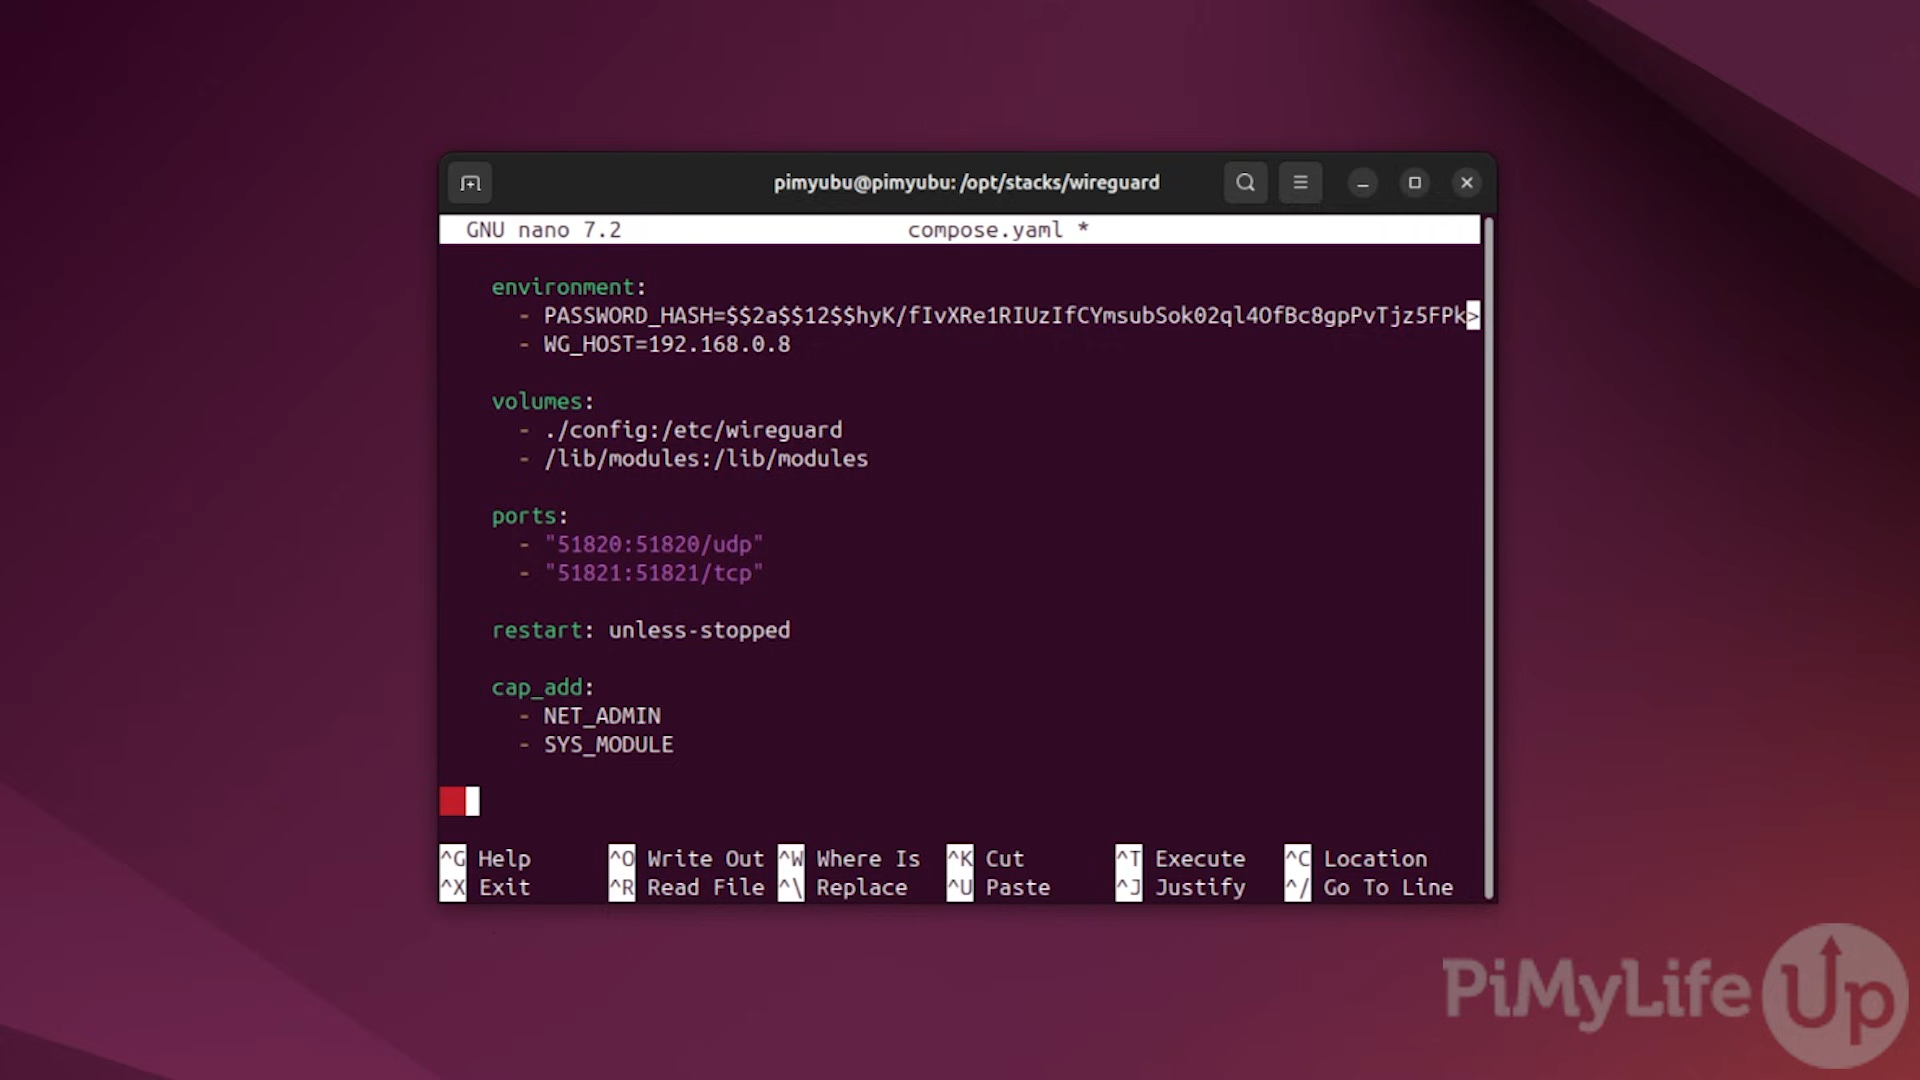 pimyubu@pimyubu: /opt/stacks/wireguard
GNU nano 7.2 compose.yaml *
environment:
- PASSWORD_HASH=$$2a$$12$$hyK/fIvXRe1RIUzIfCYmsubSok02ql4OfBc8gpPvTjz5FPk>
- WG_HOST=192.168.0.8
volumes:
- ./config:/etc/wireguard
- /lib/modules:/lib/modules
ports:
- "51820:51820/udp"
- "51821:51821/tcp"
restart: unless-stopped
cap_add:
- NET_ADMIN
- SYS_MODULE
^G Help ^O Write Out ^W Where Is ^K Cut ^T Execute ^C Location
^X Exit ^R Read File ^\ Replace ^U Paste ^J Justify ^/ Go To Line
PiMyLifeUp